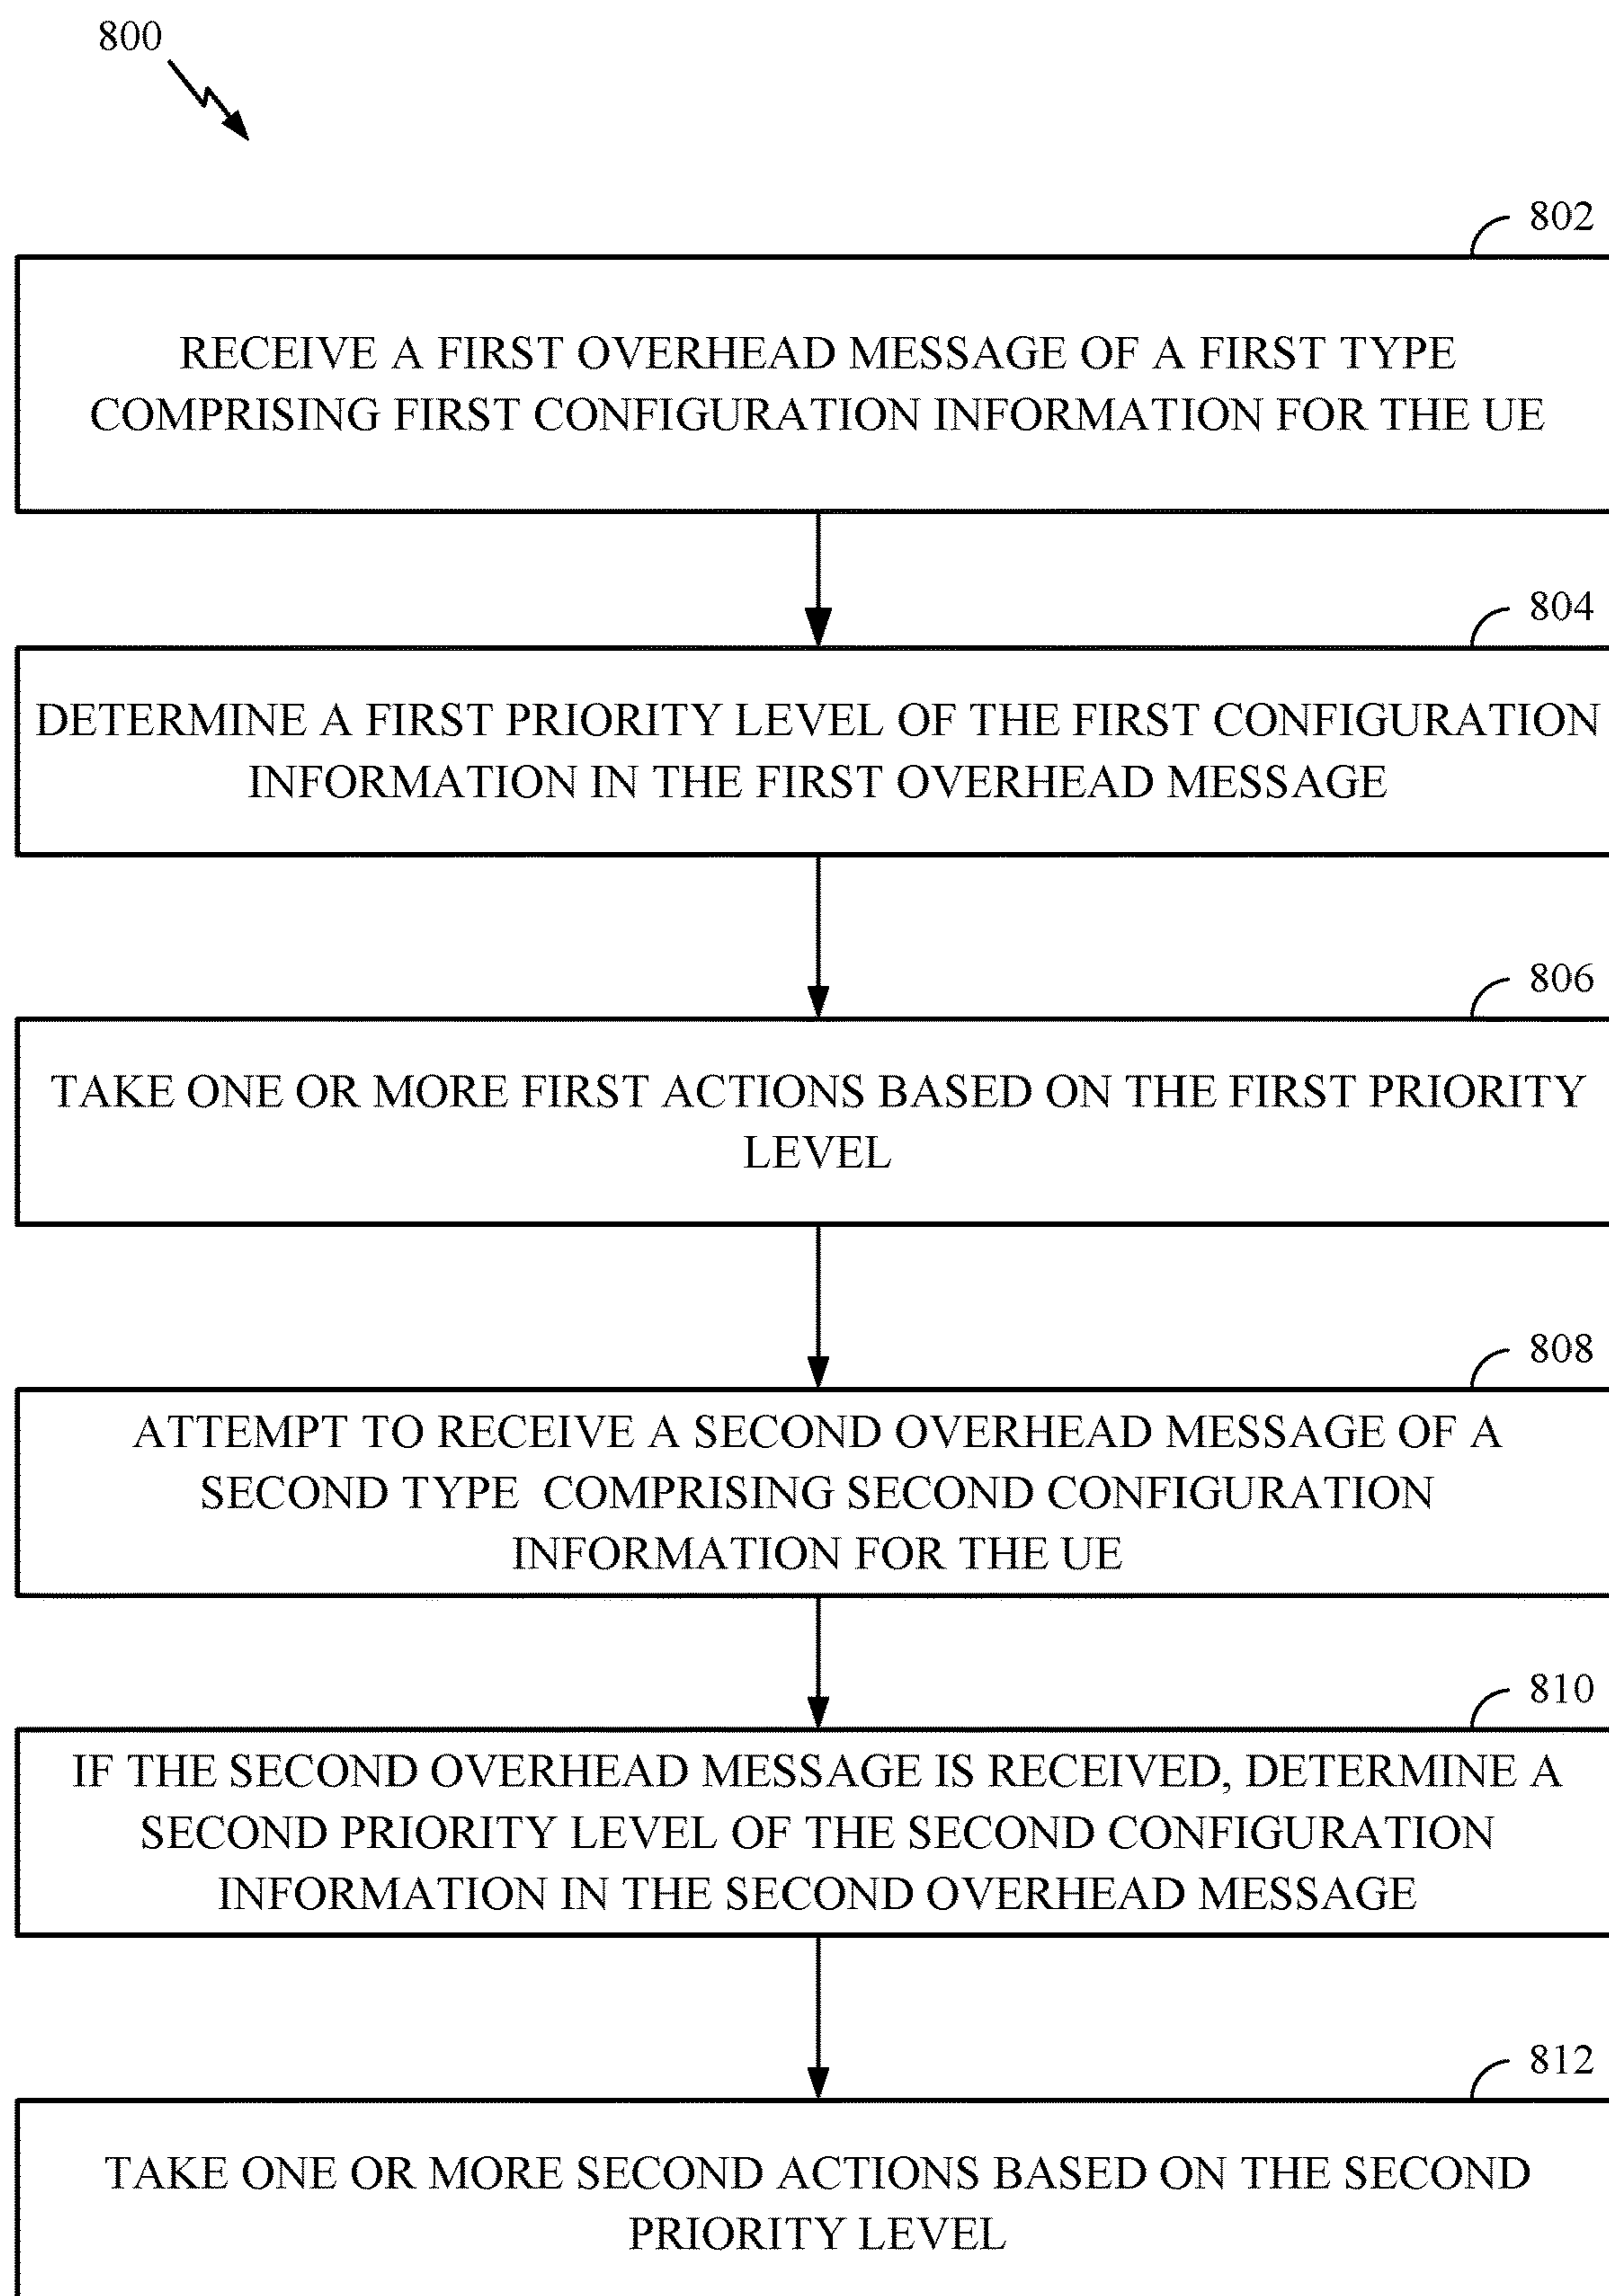 800
802
RECEIVE A FIRST OVERHEAD MESSAGE OF A FIRST TYPE
COMPRISING FIRST CONFIGURATION INFORMATION FOR THE UE
804
DETERMINE A FIRST PRIORITY LEVEL OF THE FIRST CONFIGURATION
INFORMATION IN THE FIRST OVERHEAD MESSAGE
806
TAKE ONE OR MORE FIRST ACTIONS BASED ON THE FIRST PRIORITY
LEVEL
808
ATTEMPT TO RECEIVE A SECOND OVERHEAD MESSAGE OF A
SECOND TYPE COMPRISING SECOND CONFIGURATION
INFORMATION FOR THE UE
810
IF THE SECOND OVERHEAD MESSAGE IS RECEIVED, DETERMINE A
SECOND PRIORITY LEVEL OF THE SECOND CONFIGURATION
INFORMATION IN THE SECOND OVERHEAD MESSAGE
812
TAKE ONE OR MORE SECOND ACTIONS BASED ON THE SECOND
PRIORITY LEVEL